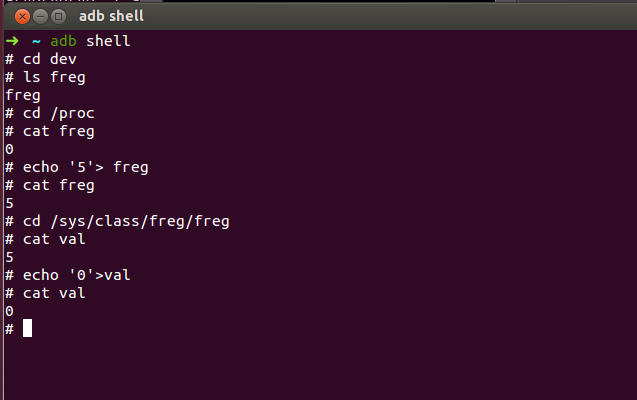 adb shell
➜ ~ adb shell
# cd dev
# ls freg
freg
# cd /proc
# cat freg
0
# echo '5'> freg
# cat freg
5
# cd /sys/class/freg/freg
# cat val
5
# echo '0'>val
# cat val
0
#